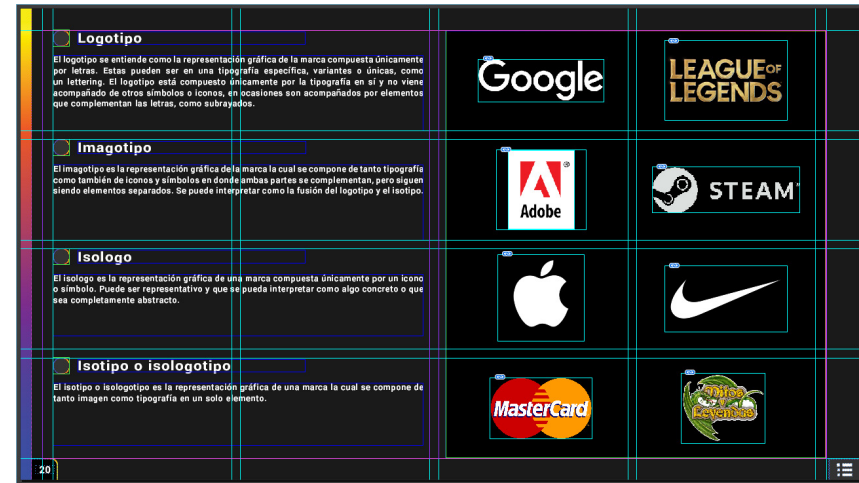 Logotipo
El logotipo se entiende como la representación gráfica de la marca compuesta únicamente
por letras. Estas pueden ser en una tipografía específica, variantes o únicas, como
un lettering. El logotipo está compuesto únicamente por la tipografía en sí y no viene
acompañado de otros símbolos o iconos, en ocasiones son acompañados por elementos
que complementan las letras, como subrayados.
Google
LEAGUE OF
LEGENDS
Imagotipo
El imagotipo es la representación gráfica de la marca la cual se compone de tanto tipografía
como también de iconos y símbolos en donde ambas partes se complementan, pero siguen
siendo elementos separados. Se puede interpretar como la fusión del logotipo y el isotipo.
Adobe
STEAM
Isologo
El isologo es la representación gráfica de una marca compuesta únicamente por un icono
o símbolo. Puede ser representativo y que se pueda interpretar como algo concreto o que
sea completamente abstracto.
Isotipo o isologotipo
El isotipo o isologotipo es la representación gráfica de una marca la cual se compone de
tanto imagen como tipografía en un solo elemento.
MasterCard
Mitos
y
Leyendas
20